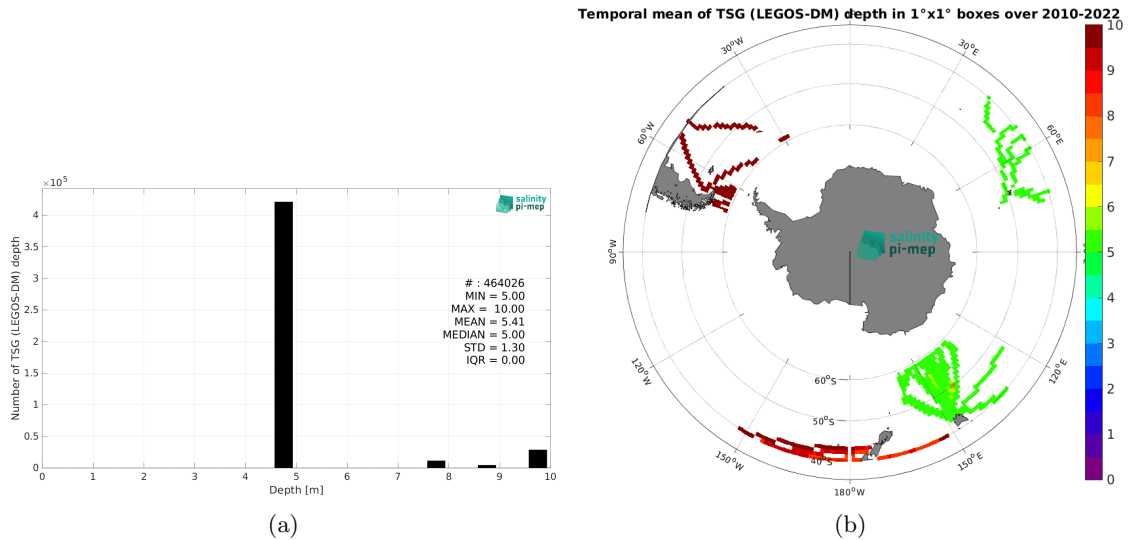 ×10⁵
4
3.5
3
2.5
2
1.5
1
0.5
0
0 1 2 3 4 5 6 7 8 9 10
Number of TSG (LEGOS-DM) depth
Depth [m]
salinity
pi-mep
# : 464026
MIN = 5.00
MAX = 10.00
MEAN = 5.41
MEDIAN = 5.00
STD = 1.30
IQR = 0.00
(a)
Temporal mean of TSG (LEGOS-DM) depth in 1°x1° boxes over 2010-2022
30°W
30°E
60°W
60°E
90°W
salinity
pi-mep
120°W
120°E
60°S
50°S
40°S
150°W
150°E
180°W
10
9
8
7
6
5
4
3
2
1
0
(b)